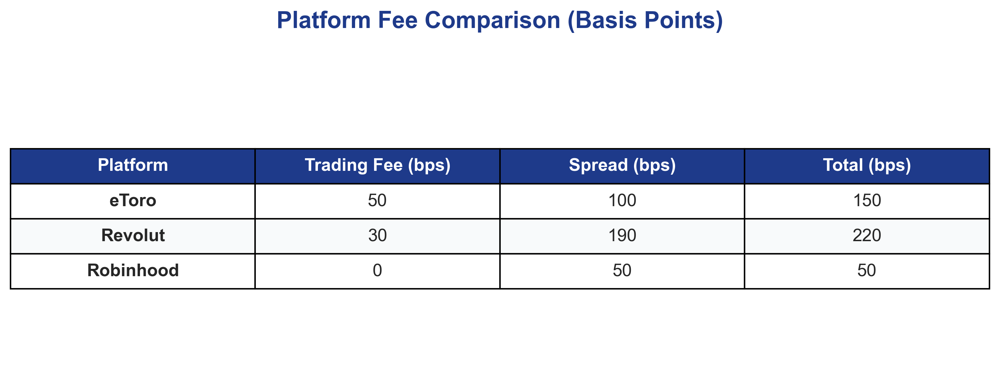 Platform Fee Comparison (Basis Points)
Platform Trading Fee (bps) Spread (bps) Total (bps)
eToro 50 100 150
Revolut 30 190 220
Robinhood 0 50 50